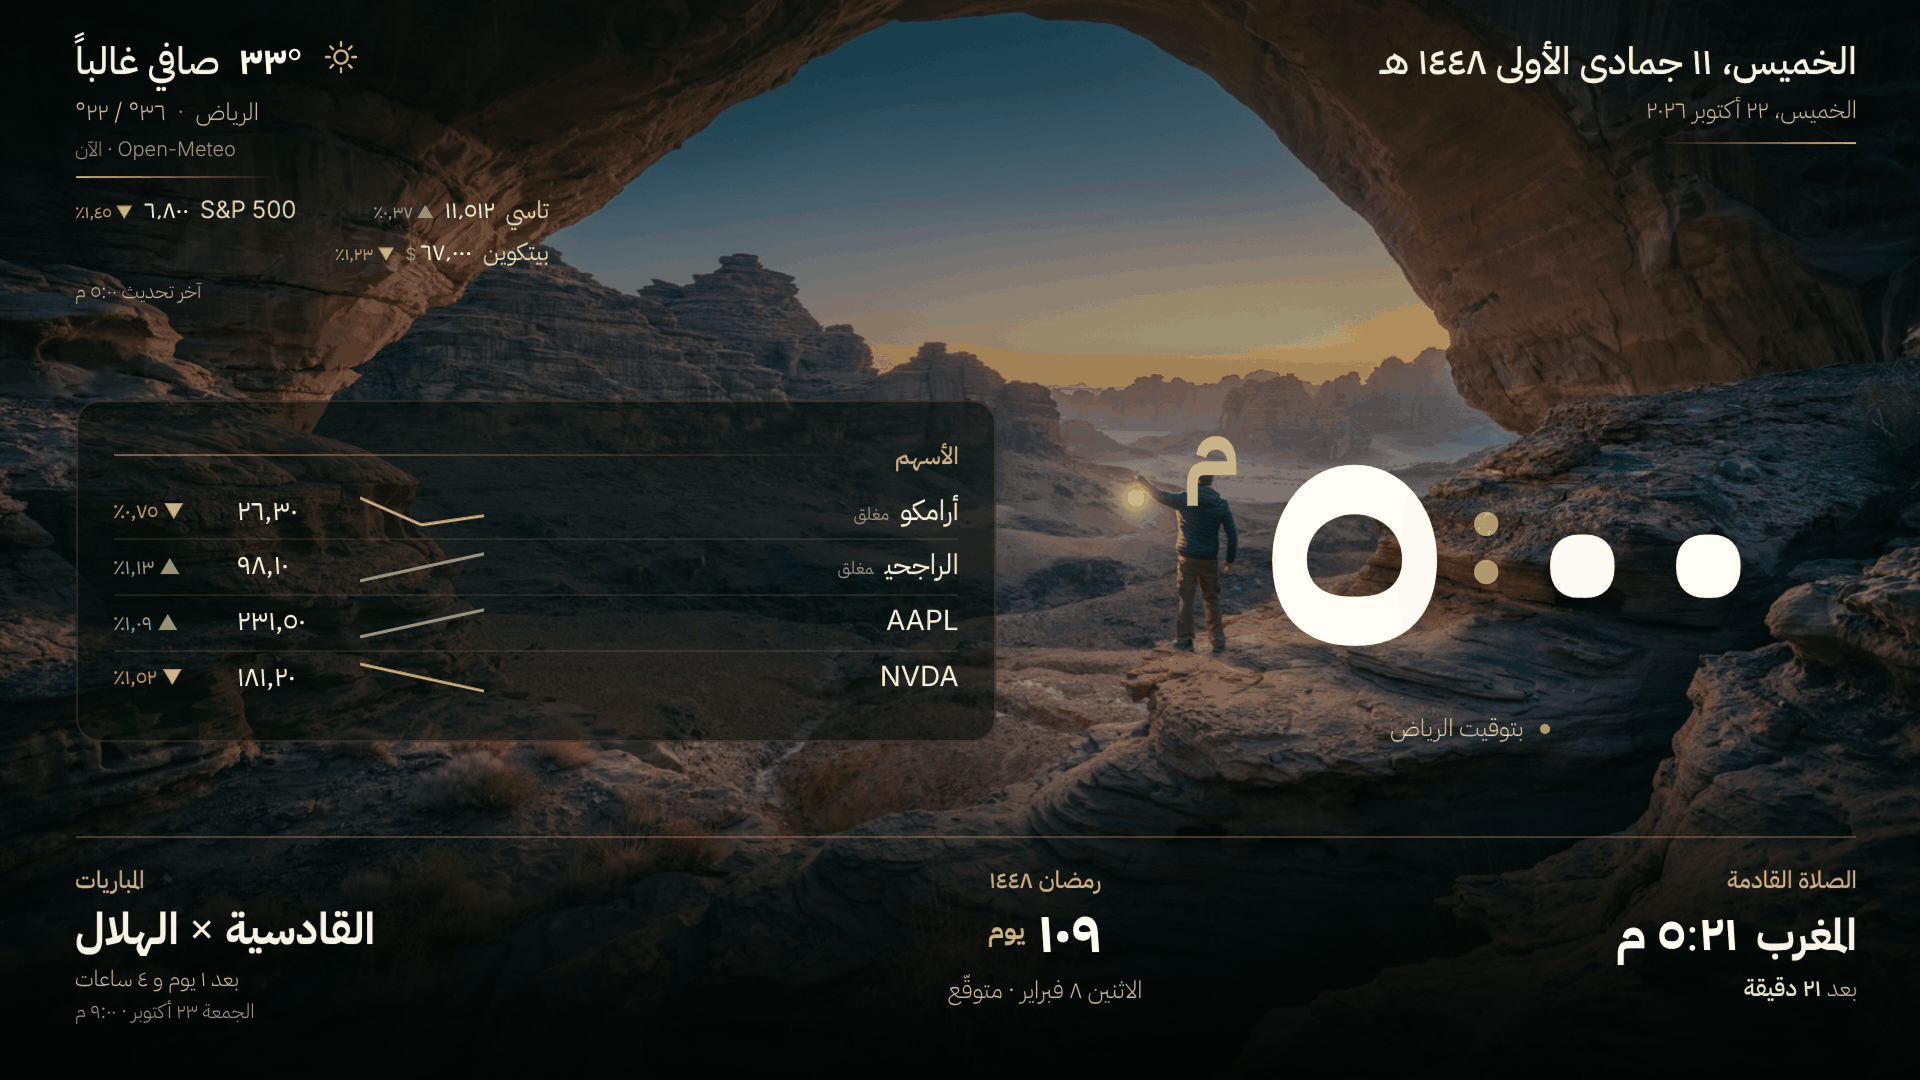 الخميس، ١١ جمادى الأولى ١٤٤٨ هـ
الخميس، ٢٢ أكتوبر ٢٠٢٦
٣٣° صافي غالباً
الرياض · ٣٦° / ٢٢°
الآن · Open-Meteo
تاسي ١١,٥١٢ ▲ ٠,٣٧٪
S&P 500 ٦,٨٠٠ ▼ ١,٤٥٪
بيتكوين ٦٧,٠٠٠ $ ▼ ١,٢٣٪
آخر تحديث ٥:٠٠ م
٥:٠٠ م
بتوقيت الرياض
الأسهم
أرامكو مغلق ٢٦,٣٠ ▼ ٠,٧٥٪
الراجحي مغلق ٩٨,١٠ ▲ ١,١٣٪
AAPL ٢٣١,٥٠ ▲ ١,٠٩٪
NVDA ١٨١,٢٠ ▼ ١,٥٢٪
الصلاة القادمة
المغرب ٥:٢١ م
بعد ٢١ دقيقة
رمضان ١٤٤٨
١٠٩ يوم
الاثنين ٨ فبراير · متوقّع
المباريات
القادسية × الهلال
بعد ١ يوم و ٤ ساعات
الجمعة ٢٣ أكتوبر · ٩:٠٠ م